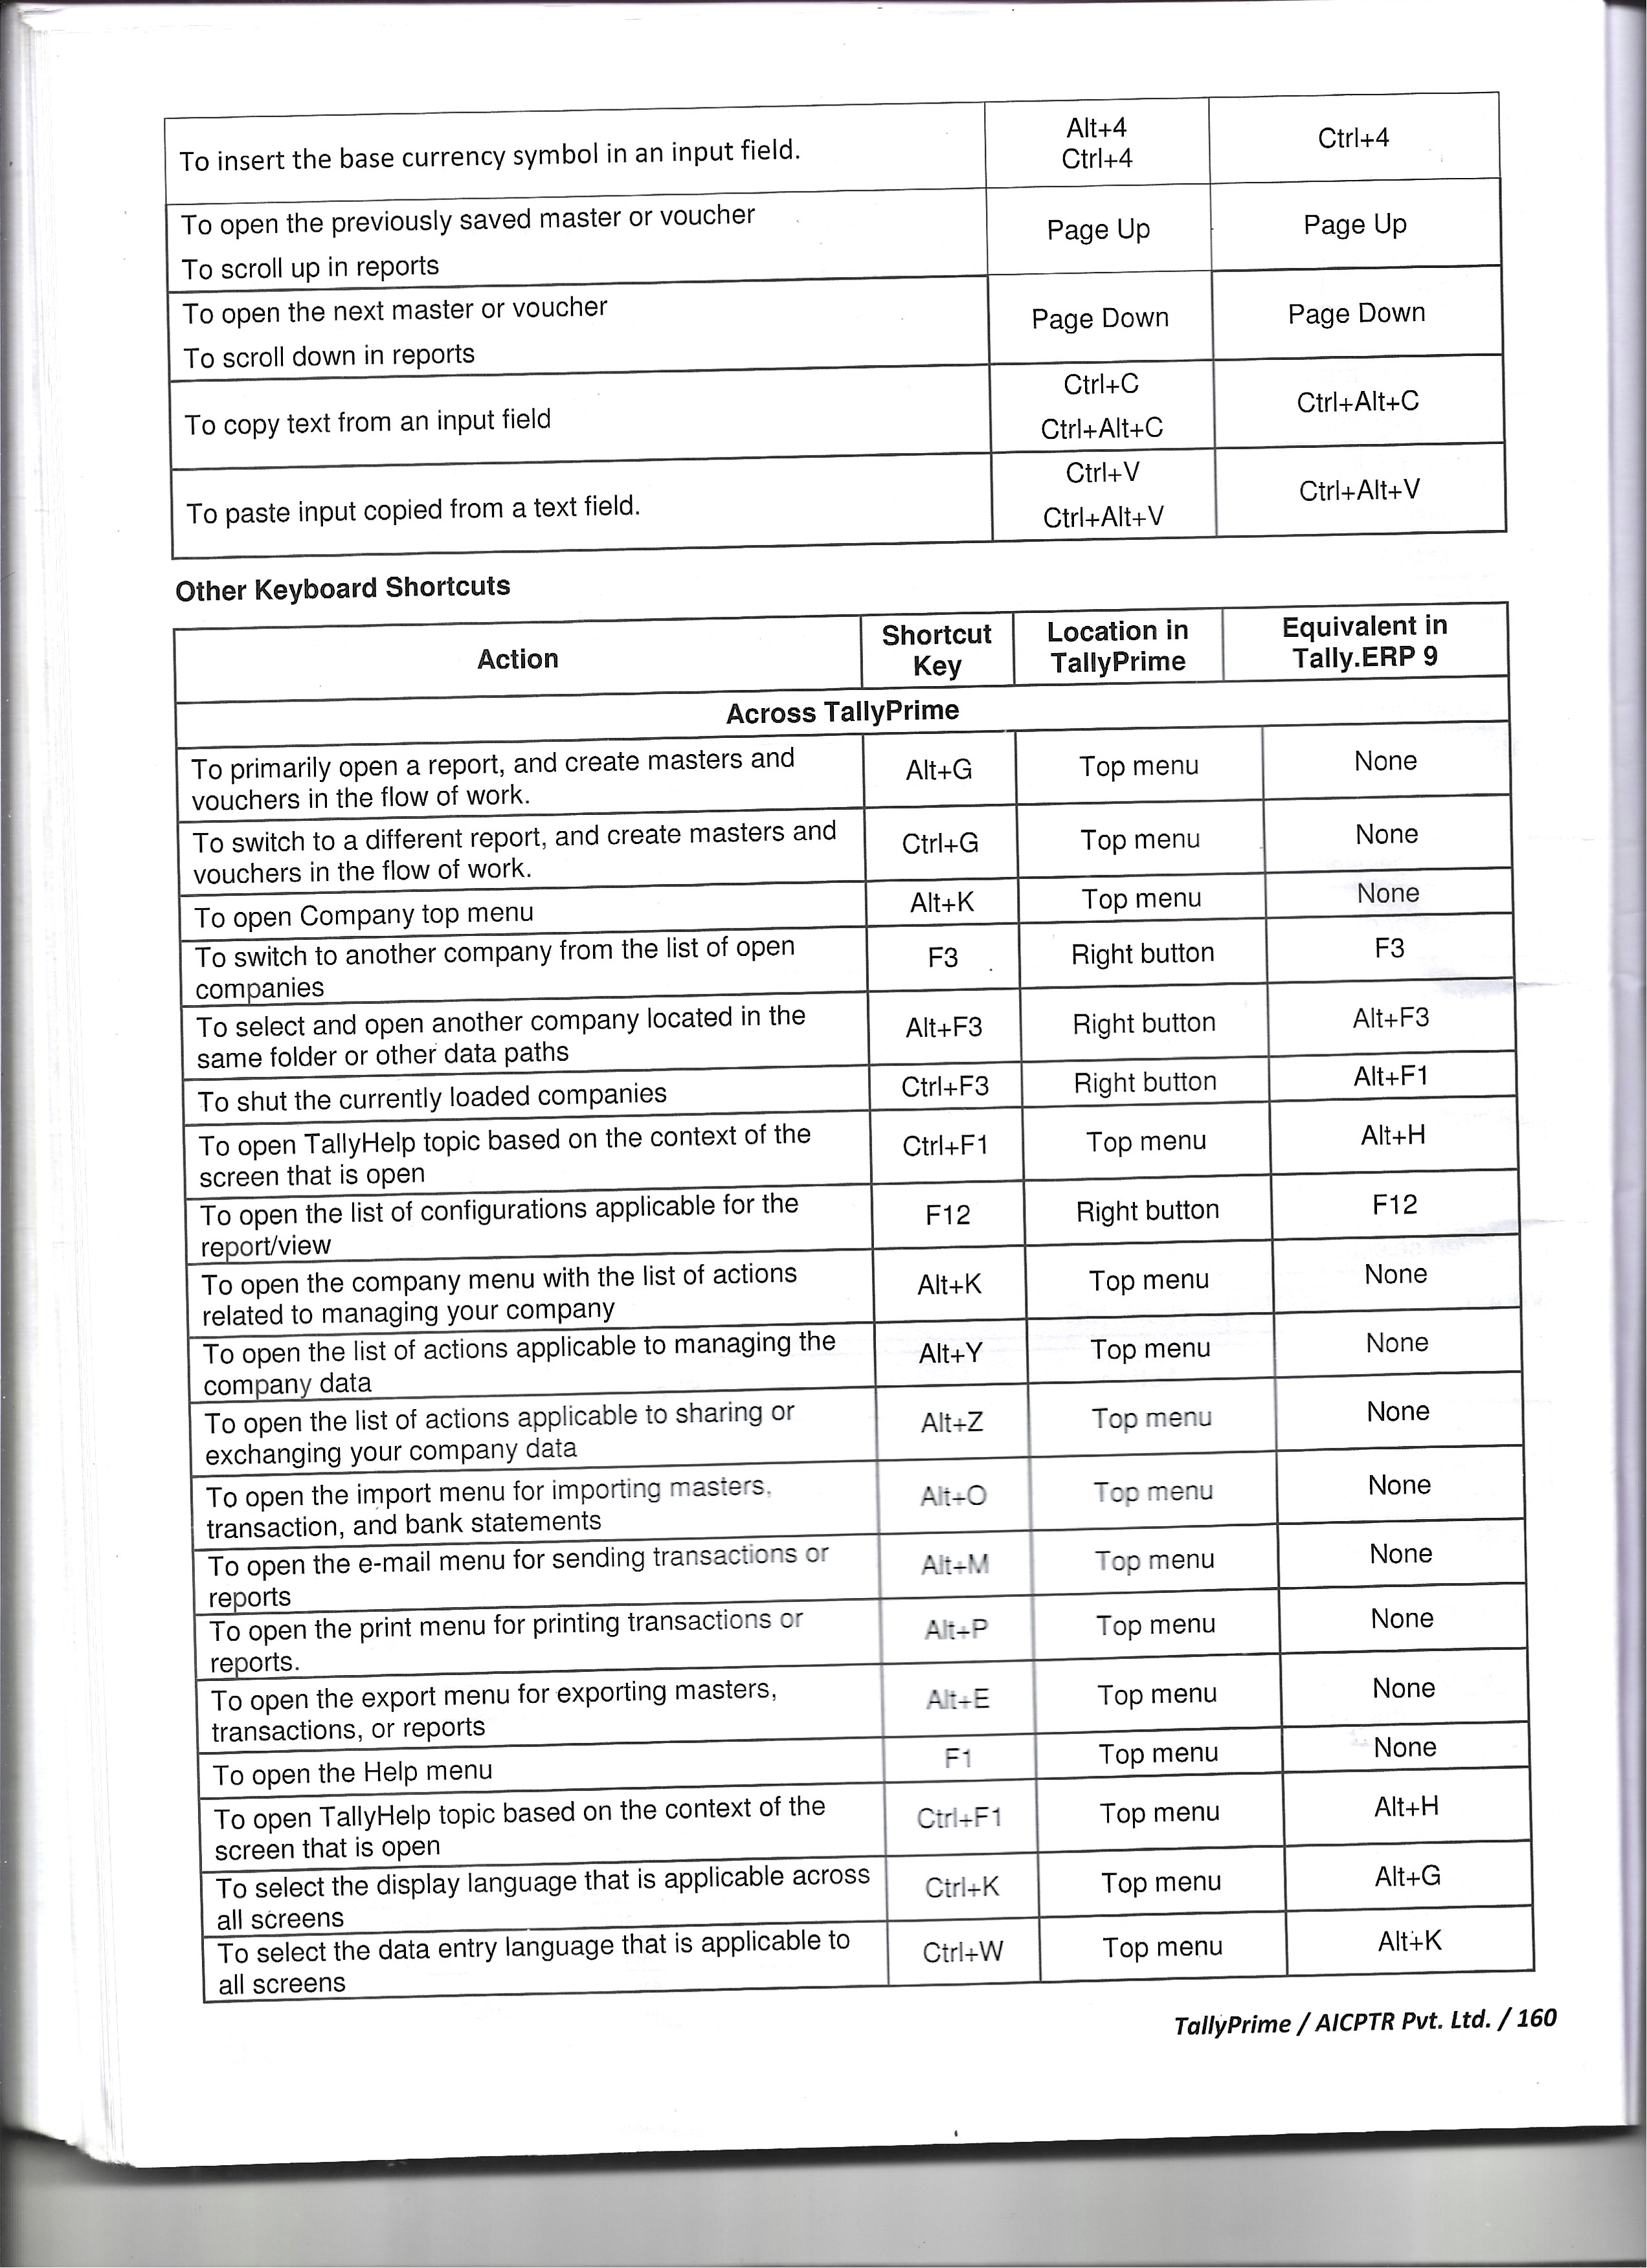 To insert the base currency symbol in an input field.
Alt+4
Ctrl+4
Ctrl+4
To open the previously saved master or voucher
To scroll up in reports
Page Up
Page Up
To open the next master or voucher
To scroll down in reports
Page Down
Page Down
To copy text from an input field
Ctrl+C
Ctrl+Alt+C
Ctrl+Alt+C
To paste input copied from a text field.
Ctrl+V
Ctrl+Alt+V
Ctrl+Alt+V
Other Keyboard Shortcuts
Action
Shortcut
Key
Location in
TallyPrime
Equivalent in
Tally.ERP 9
Across TallyPrime
To primarily open a report, and create masters and
vouchers in the flow of work.
Alt+G
Top menu
None
To switch to a different report, and create masters and
vouchers in the flow of work.
Ctrl+G
Top menu
None
To open Company top menu
Alt+K
Top menu
None
To switch to another company from the list of open
companies
F3
Right button
F3
To select and open another company located in the
same folder or other data paths
Alt+F3
Right button
Alt+F3
To shut the currently loaded companies
Ctrl+F3
Right button
Alt+F1
To open TallyHelp topic based on the context of the
screen that is open
Ctrl+F1
Top menu
Alt+H
To open the list of configurations applicable for the
report/view
F12
Right button
F12
To open the company menu with the list of actions
related to managing your company
Alt+K
Top menu
None
To open the list of actions applicable to managing the
company data
Alt+Y
Top menu
None
To open the list of actions applicable to sharing or
exchanging your company data
Alt+Z
Top menu
None
To open the import menu for importing masters,
transaction, and bank statements
Alt+O
Top menu
None
To open the e-mail menu for sending transactions or
reports
Alt+M
Top menu
None
To open the print menu for printing transactions or
reports.
Alt+P
Top menu
None
To open the export menu for exporting masters,
transactions, or reports
Alt+E
Top menu
None
To open the Help menu
F1
Top menu
None
To open TallyHelp topic based on the context of the
screen that is open
Ctrl+F1
Top menu
Alt+H
To select the display language that is applicable across
all screens
Ctrl+K
Top menu
Alt+G
To select the data entry language that is applicable to
all screens
Ctrl+W
Top menu
Alt+K
TallyPrime / AICPTR Pvt. Ltd. / 160